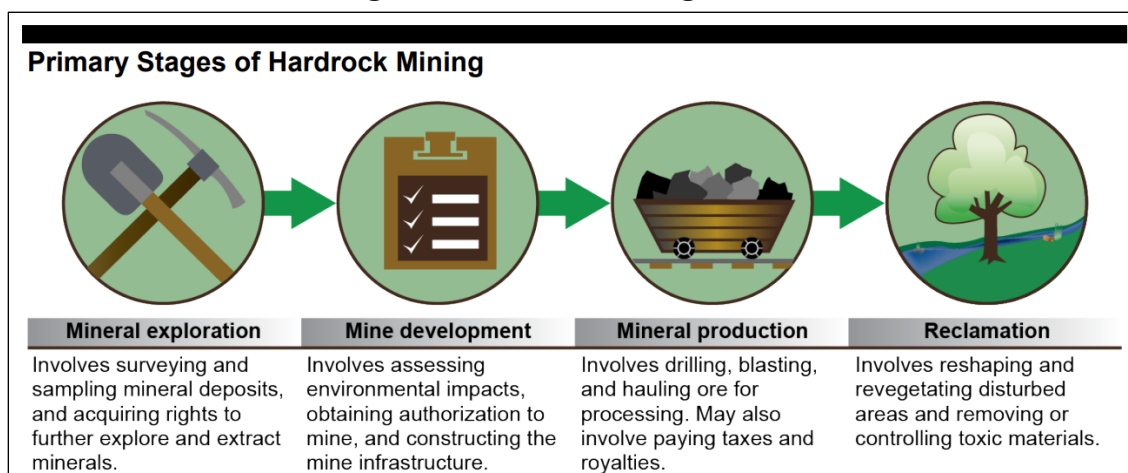 Primary Stages of Hardrock Mining
Mineral exploration
Involves surveying and
sampling mineral deposits,
and acquiring rights to
further explore and extract
minerals.
Mine development
Involves assessing
environmental impacts,
obtaining authorization to
mine, and constructing the
mine infrastructure.
Mineral production
Involves drilling, blasting,
and hauling ore for
processing. May also
involve paying taxes and
royalties.
Reclamation
Involves reshaping and
revegetating disturbed
areas and removing or
controlling toxic materials.